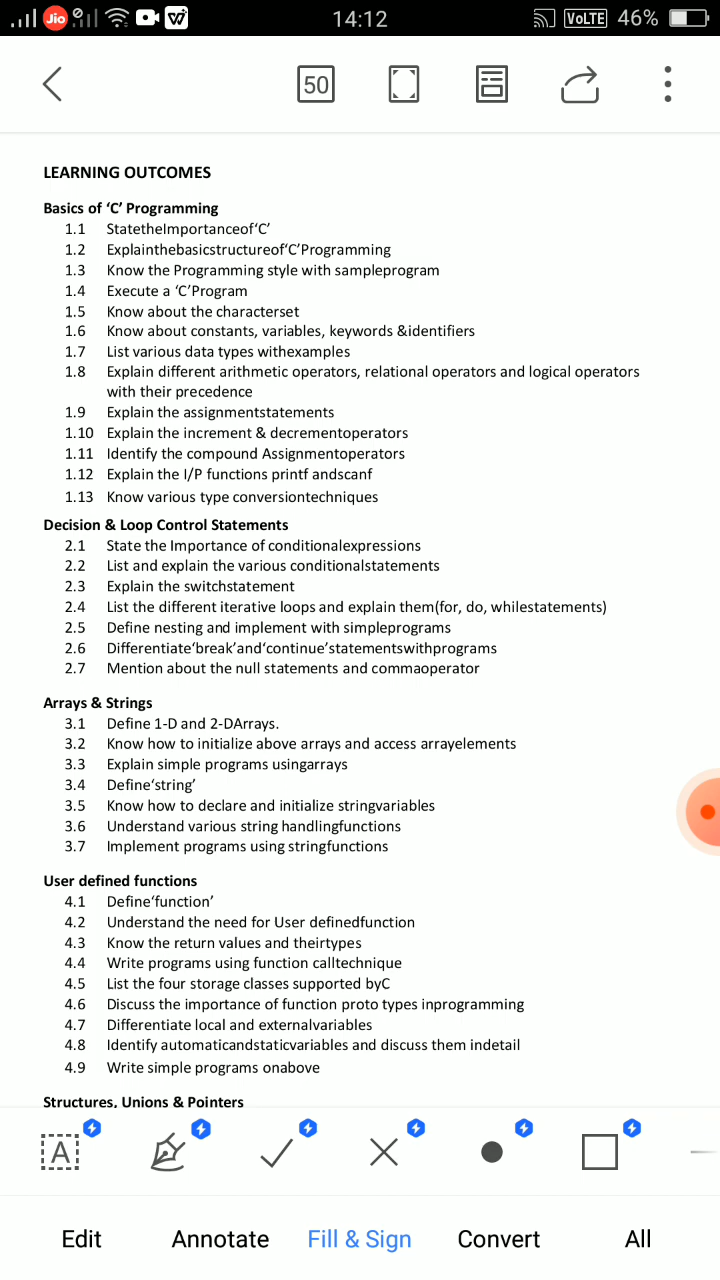 Jio
14:12
VoLTE 46%
50
LEARNING OUTCOMES
Basics of ‘C’ Programming
1.1 StatetheImportanceof‘C’
1.2 Explainthebasicstructureof‘C’Programming
1.3 Know the Programming style with sampleprogram
1.4 Execute a ‘C’Program
1.5 Know about the characterset
1.6 Know about constants, variables, keywords &identifiers
1.7 List various data types withexamples
1.8 Explain different arithmetic operators, relational operators and logical operators
with their precedence
1.9 Explain the assignmentstatements
1.10 Explain the increment & decrementoperators
1.11 Identify the compound Assignmentoperators
1.12 Explain the I/P functions printf andscanf
1.13 Know various type conversiontechniques
Decision & Loop Control Statements
2.1 State the Importance of conditionalexpressions
2.2 List and explain the various conditionalstatements
2.3 Explain the switchstatement
2.4 List the different iterative loops and explain them(for, do, whilestatements)
2.5 Define nesting and implement with simpleprograms
2.6 Differentiate‘break’and‘continue’statementswithprograms
2.7 Mention about the null statements and commaoperator
Arrays & Strings
3.1 Define 1-D and 2-DArrays.
3.2 Know how to initialize above arrays and access arrayelements
3.3 Explain simple programs usingarrays
3.4 Define‘string’
3.5 Know how to declare and initialize stringvariables
3.6 Understand various string handlingfunctions
3.7 Implement programs using stringfunctions
User defined functions
4.1 Define‘function’
4.2 Understand the need for User definedfunction
4.3 Know the return values and theirtypes
4.4 Write programs using function calltechnique
4.5 List the four storage classes supported byC
4.6 Discuss the importance of function proto types inprogramming
4.7 Differentiate local and externalvariables
4.8 Identify automaticandstaticvariables and discuss them indetail
4.9 Write simple programs onabove
Structures, Unions & Pointers
A
Edit Annotate Fill & Sign Convert All